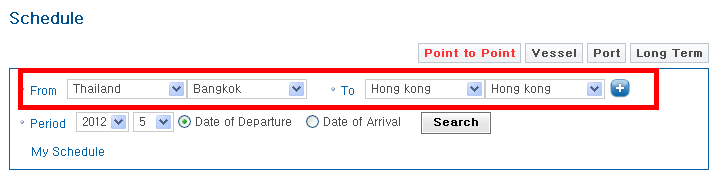 Schedule
Point to Point Vessel Port Long Term
From Thailand Bangkok To Hong kong Hong kong
Period 2012 5 Date of Departure Date of Arrival Search
My Schedule